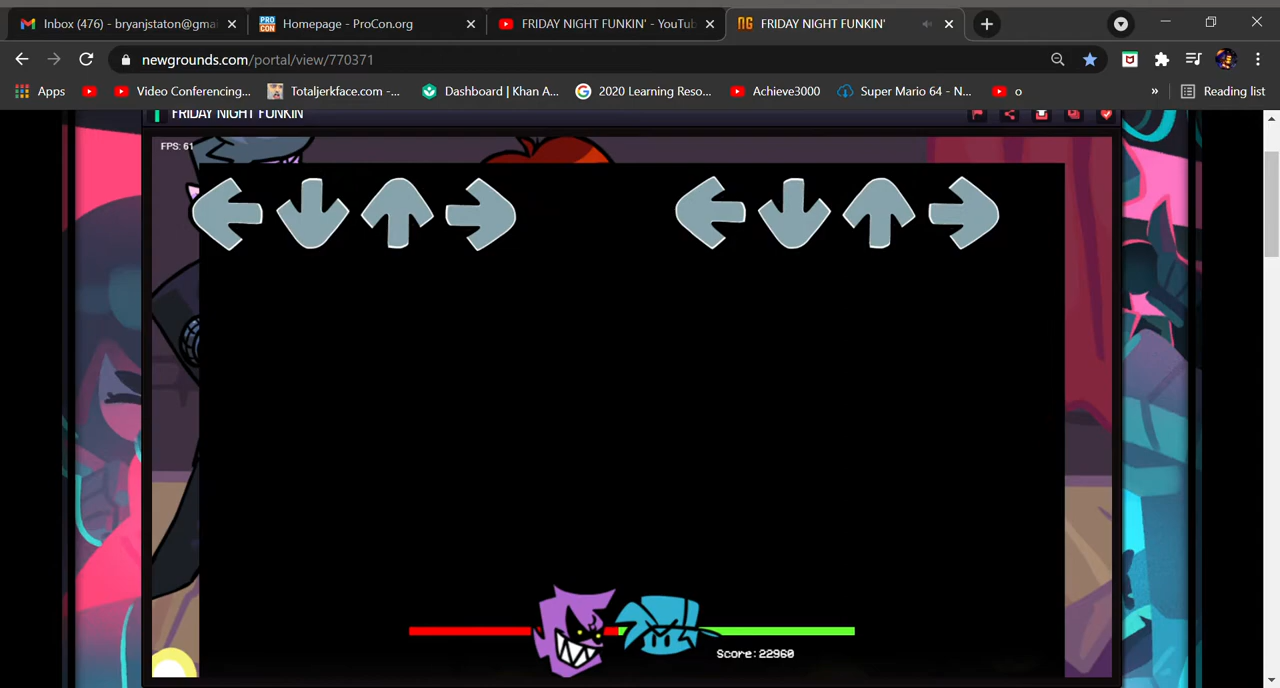 Inbox (476) - bryanjstaton@gmai
Homepage - ProCon.org
FRIDAY NIGHT FUNKIN' - YouTub
NG FRIDAY NIGHT FUNKIN'
newgrounds.com/portal/view/770371
Apps
Video Conferencing...
Totaljerkface.com -...
Dashboard | Khan A...
2020 Learning Reso...
Achieve3000
Super Mario 64 - N...
o
»
Reading list
FRIDAY NIGHT FUNKIN'
FPS: 61
Score:22960